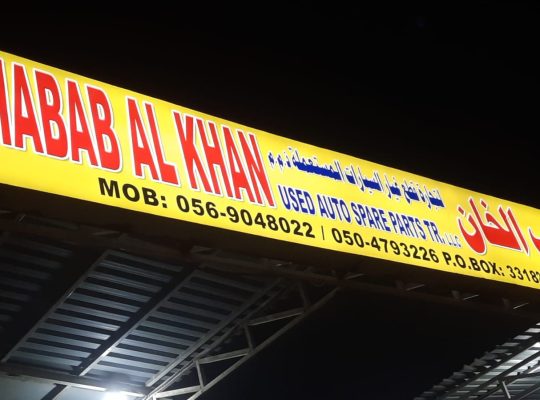 HABAB AL KHAN
لتجارة قطع غيار السيارات المستعملة ذ.م.م
USED AUTO SPARE PARTS TR. LLC
الخان
MOB: 056-9048022 / 050-4793226 P.O.BOX: 3318